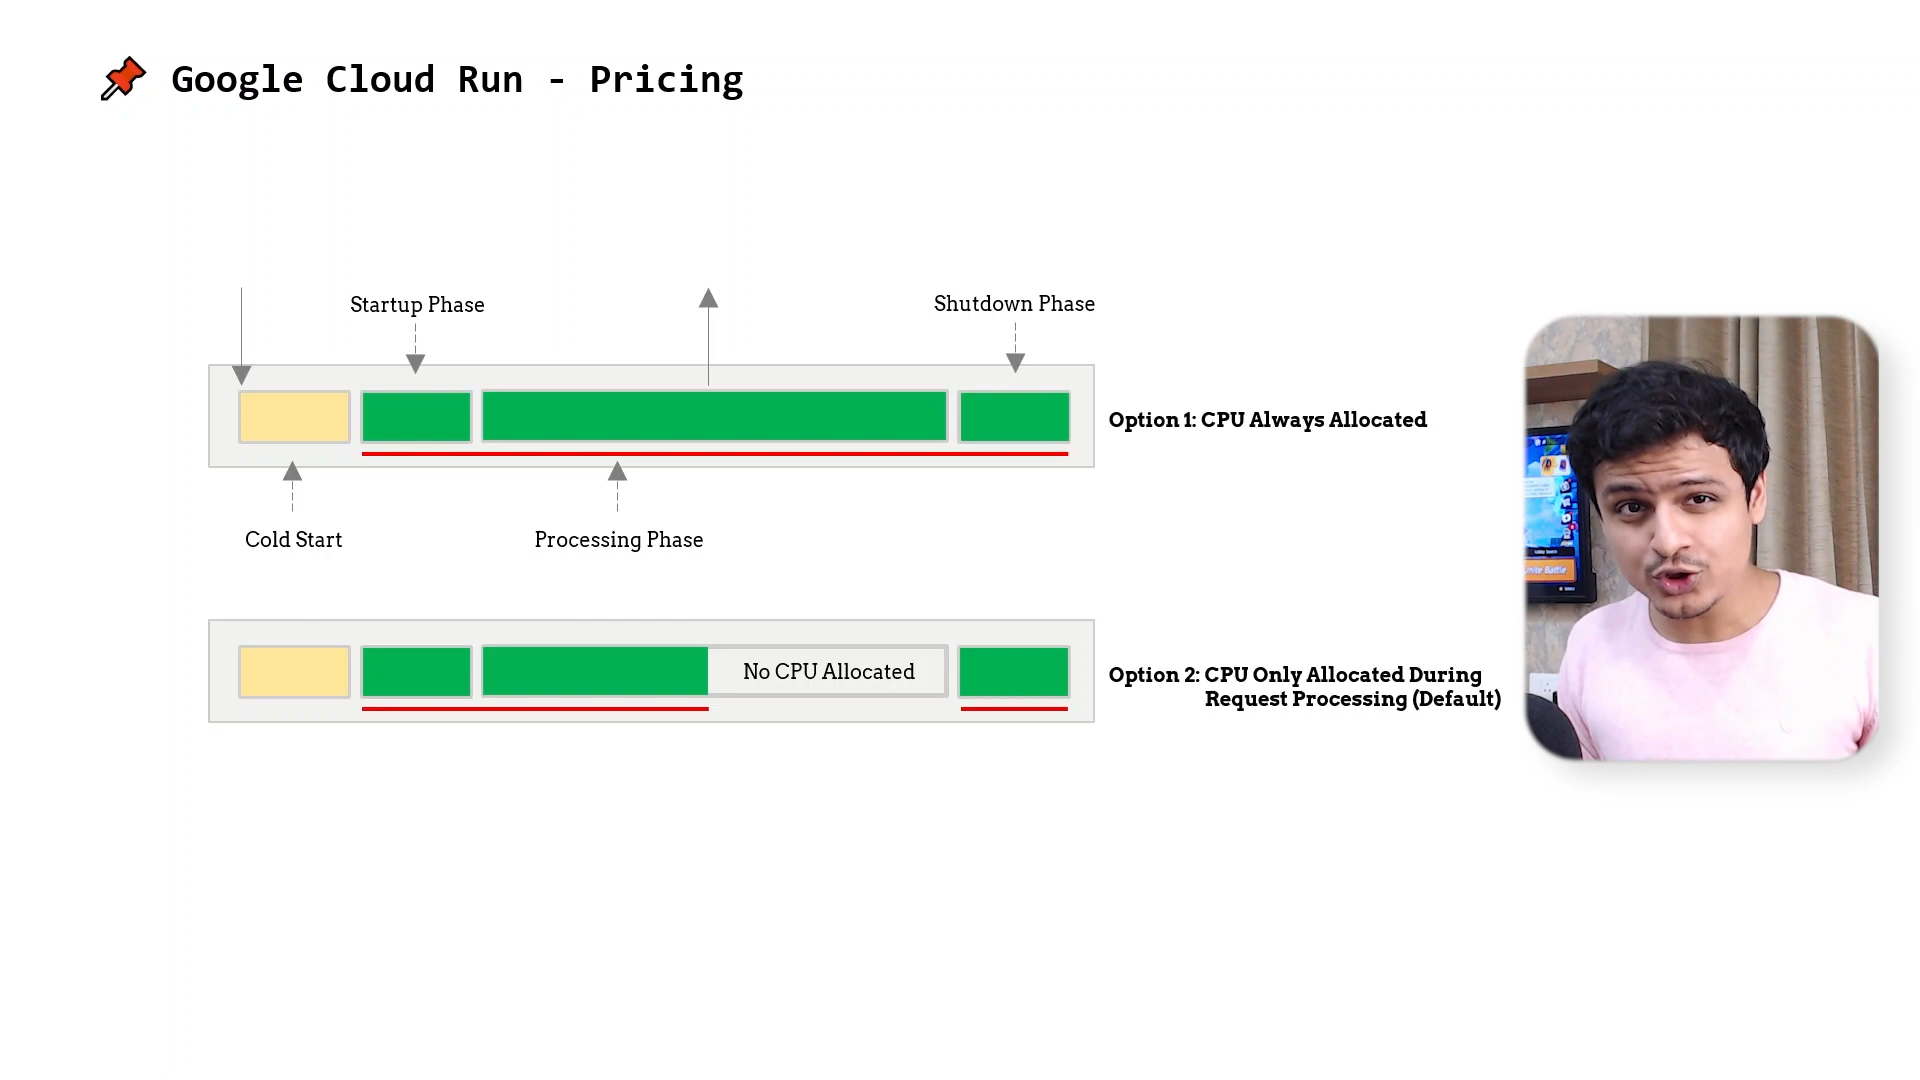 Google Cloud Run - Pricing
Startup Phase
Shutdown Phase
Option 1: CPU Always Allocated
Cold Start
Processing Phase
No CPU Allocated
Option 2: CPU Only Allocated During
Request Processing (Default)